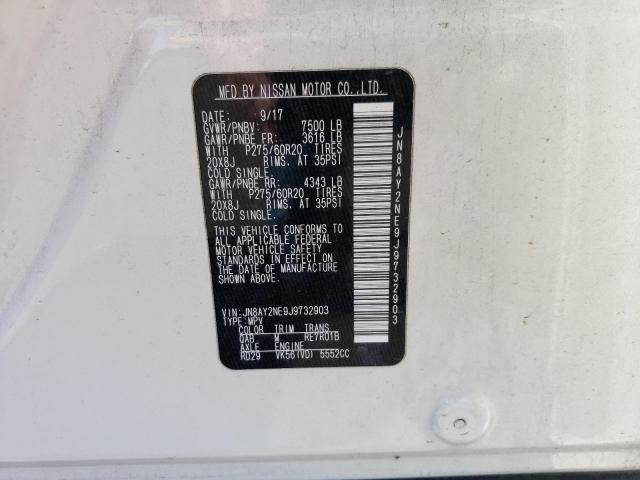 MFD BY NISSAN MOTOR CO.,LTD.
DATE: 9/17
GVWR/PNBV: 7500 LB
GAWR/PNBE FR: 3616 LB
WITH P275/60R20 TIRES
20X8J RIMS. AT 35PSI
COLD SINGLE.
GAWR/PNBE RR: 4343 LB
WITH P275/60R20 TIRES
20X8J RIMS. AT 35PSI
COLD SINGLE.
THIS VEHICLE CONFORMS TO
ALL APPLICABLE FEDERAL
MOTOR VEHICLE SAFETY
STANDARDS IN EFFECT ON
THE DATE OF MANUFACTURE
SHOWN ABOVE.
VIN: JN8AY2NE9J9732903
TYPE: MPV
COLOR TRIM TRANS
QAB M RE7R01B
AXLE ENGINE
RD29 VK56(VD) 5552CC
JN8AY2NE9J9732903